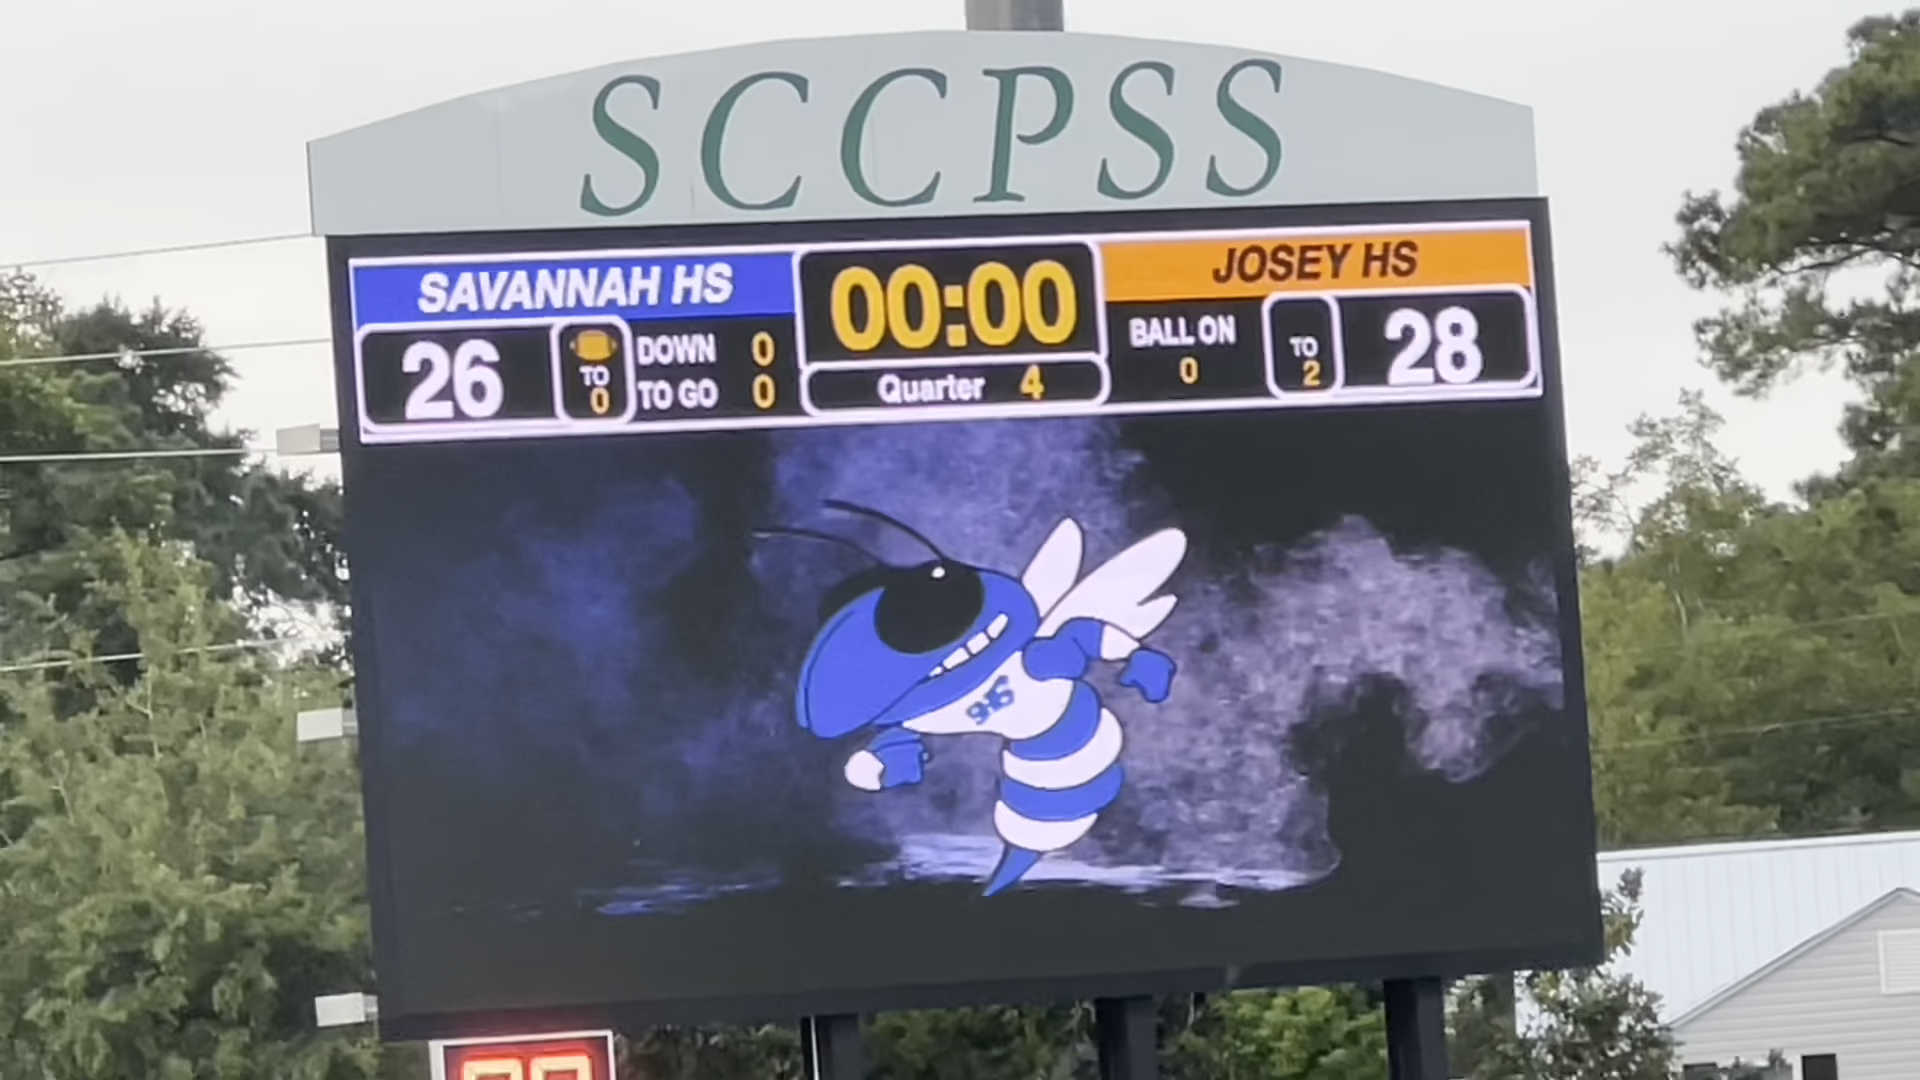 SCCPSS
SAVANNAH HS
00:00
JOSEY HS
26
TO
0
DOWN 0
TO GO 0
Quarter 4
BALL ON
0
TO
2
28
SHS